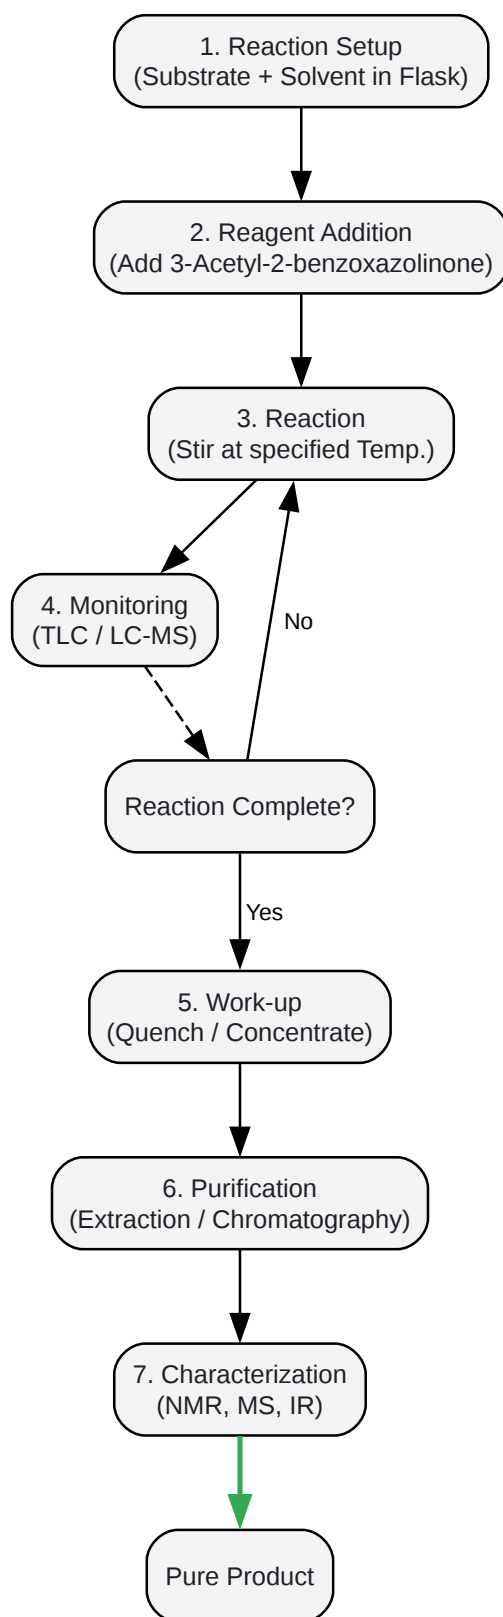 1. Reaction Setup
(Substrate + Solvent in Flask)
2. Reagent Addition
(Add 3-Acetyl-2-benzoxazolinone)
3. Reaction
(Stir at specified Temp.)
4. Monitoring
(TLC / LC-MS)
No
Reaction Complete?
Yes
5. Work-up
(Quench / Concentrate)
6. Purification
(Extraction / Chromatography)
7. Characterization
(NMR, MS, IR)
Pure Product